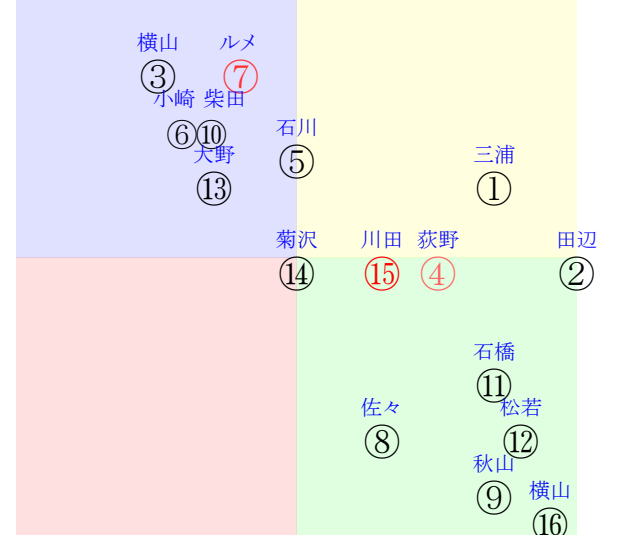 横山 ルメ
③ ⑦
小崎 柴田
⑥⑩
石川
⑤
大野
⑬
三浦
①
菊沢 川田 荻野 田辺
⑭ ⑮ ④ ②
石橋
⑪
佐々 松若
⑧ ⑫
秋山
⑨
横山
⑯